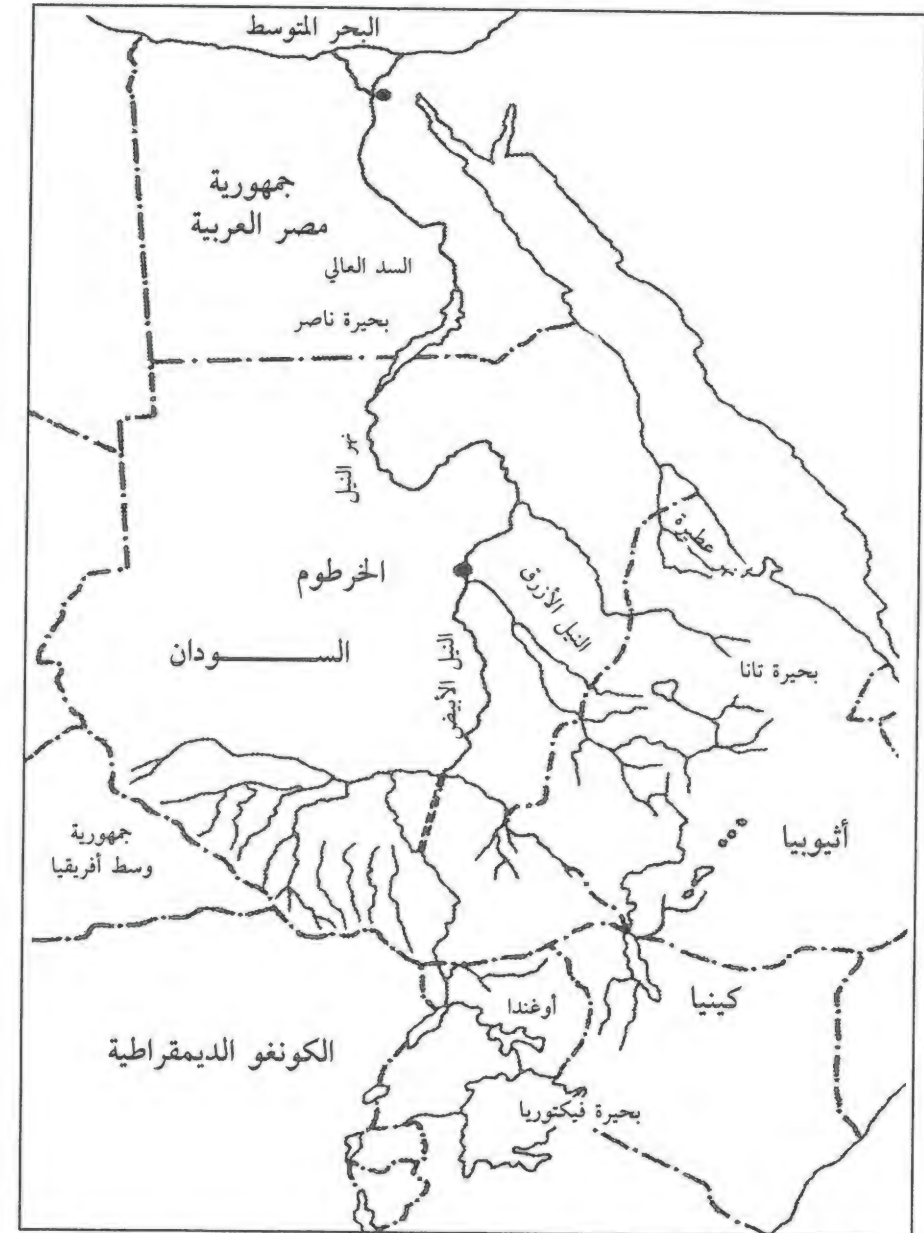 البحر المتوسط
جمهورية
مصر العربية
السد العالي
بحيرة ناصر
نهر النيل
عطبرة
الخرطوم
النيل الأزرق
الســـــودان
النيل الأبيض
بحيرة تانا
جمهورية
وسط أفريقيا
أثيوبيا
كينيا
أوغندا
الكونغو الديمقراطية
بحيرة فيكتوريا